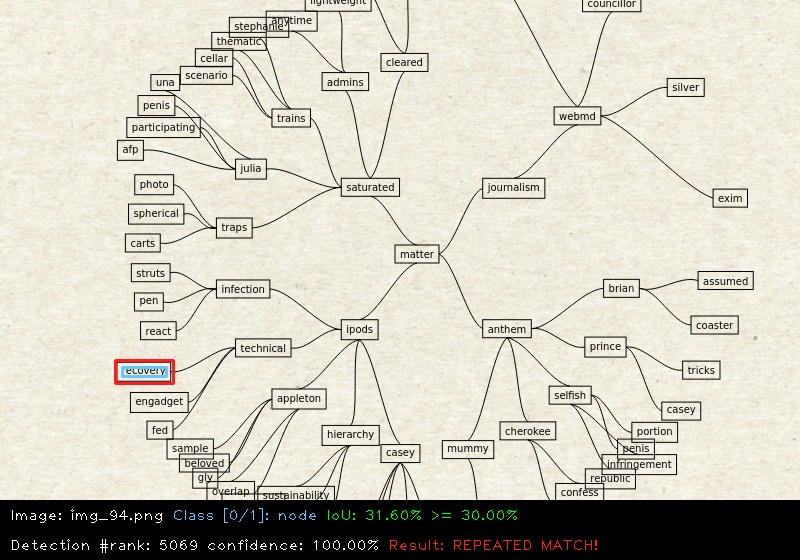 lightweight
councillor
anytime
stephanie
thematic
cleared
cellar
scenario
una
admins
silver
penis
webmd
trains
participating
afp
julia
photo
saturated
journalism
exim
spherical
traps
carts
matter
struts
assumed
infection
brian
pen
react
ipods
anthem
coaster
technical
prince
ecovery
tricks
engadget
appleton
selfish
casey
fed
hierarchy
cherokee
portion
sample
casey
mummy
penis
beloved
infringement
gly
republic
overlap
sustainability
confess
Image: img_94.png Class [0/1]: node IoU: 31.60% >= 30.00%
Detection #rank: 5069 confidence: 100.00% Result: REPEATED MATCH!